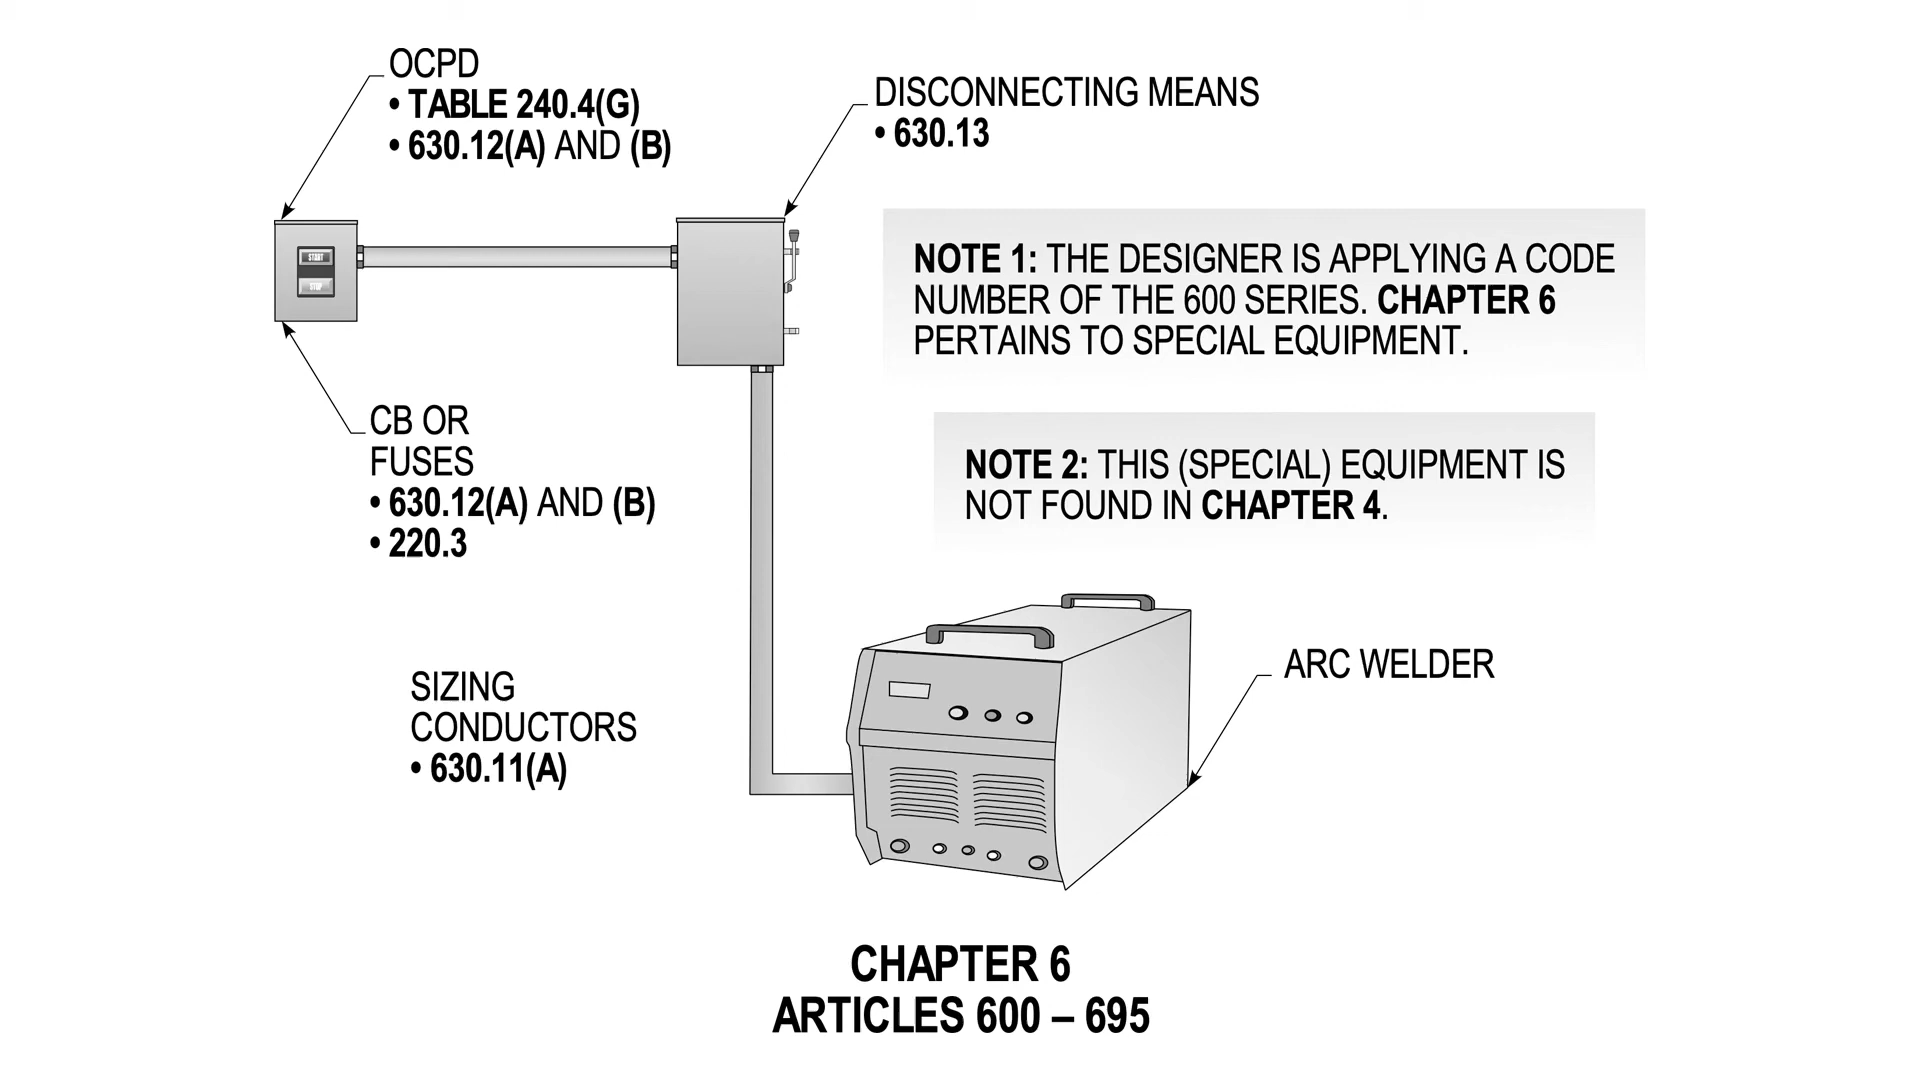 OCPD
• TABLE 240.4(G)
• 630.12(A) AND (B)
DISCONNECTING MEANS
• 630.13
START
STOP
NOTE 1: THE DESIGNER IS APPLYING A CODE
NUMBER OF THE 600 SERIES. CHAPTER 6
PERTAINS TO SPECIAL EQUIPMENT.
CB OR
FUSES
• 630.12(A) AND (B)
• 220.3
NOTE 2: THIS (SPECIAL) EQUIPMENT IS
NOT FOUND IN CHAPTER 4.
SIZING
CONDUCTORS
• 630.11(A)
ARC WELDER
CHAPTER 6
ARTICLES 600 – 695